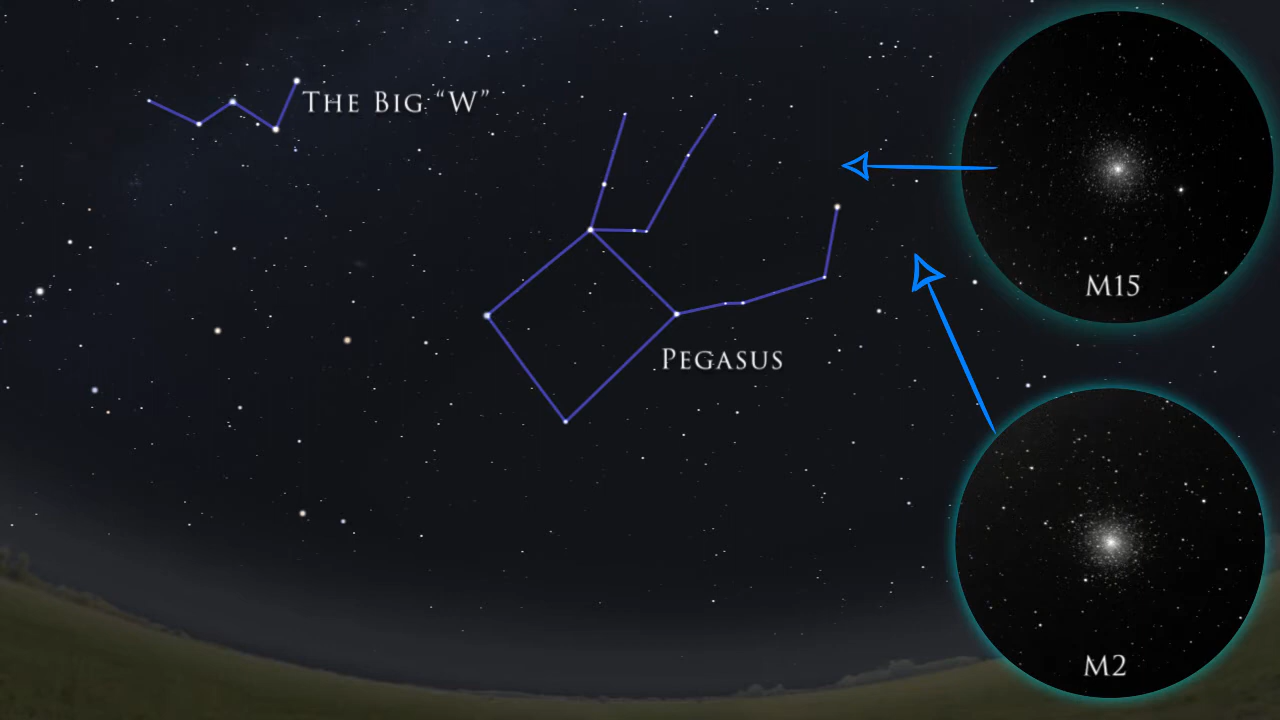 The Big “W”
Pegasus
M15
M2